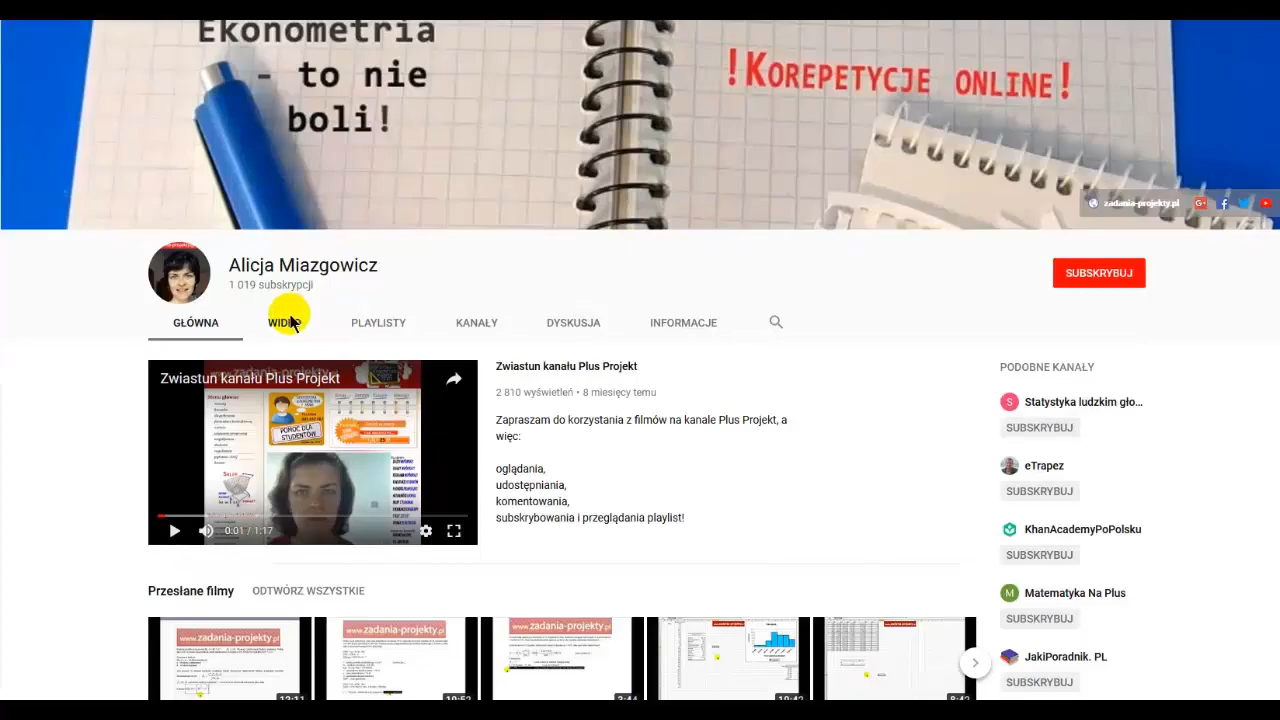 Ekonometria
- to nie
boli!
!Korepetycje online!
zadania-projekty.pl
Alicja Miazgowicz
1 019 subskrypcji
SUBSKRYBUJ
GŁÓWNA
PLAYLISTY
KANAŁY
DYSKUSJA
INFORMACJE
Zwiastun kanału Plus Projekt
POMOC DLA
STUDENTÓW
0:01 / 1:17
Zwiastun kanału Plus Projekt
2 810 wyświetleń • 8 miesięcy temu
Zapraszam do korzystania z filmów na kanale Plus Projekt, a
więc:
oglądania,
udostępniania,
komentowania,
subskrybowania i przeglądania playlist!
PODOBNE KANAŁY
S
Statystyka ludzkim gło...
SUBSKRYBUJ
eTrapez
SUBSKRYBUJ
KhanAcademyPoPolsku
SUBSKRYBUJ
M
Matematyka Na Plus
SUBSKRYBUJ
JakiPoradnik. PL
SUBSKRYBUJ
Przesłane filmy
ODTWÓRZ WSZYSTKIE
www.zadania-projekty.pl
www.zadania-projekty.pl
www.zadania-projekty.pl